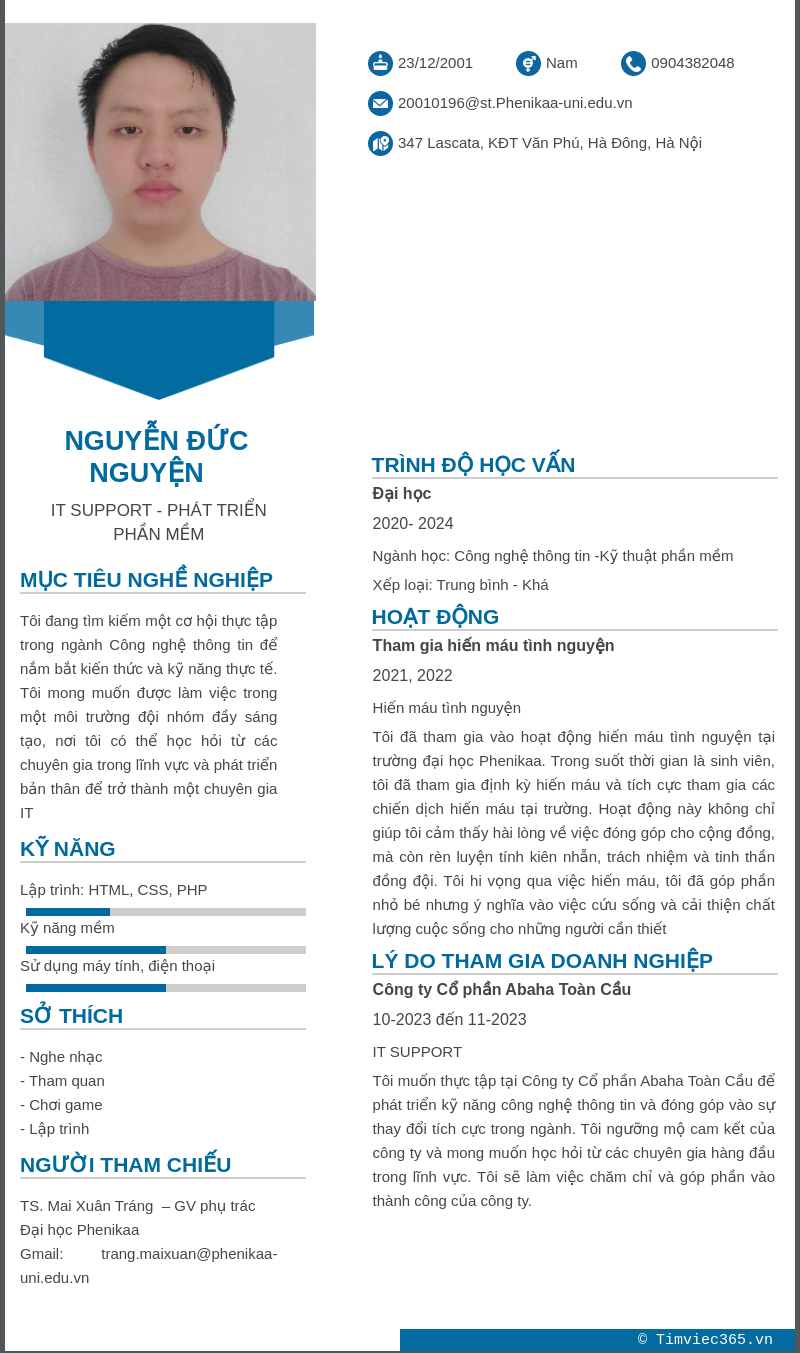 23/12/2001 Nam 0904382048
20010196@st.Phenikaa-uni.edu.vn
347 Lascata, KĐT Văn Phú, Hà Đông, Hà Nội
NGUYỄN ĐỨC
NGUYỆN
IT SUPPORT - PHÁT TRIỂN
PHẦN MỀM
MỤC TIÊU NGHỀ NGHIỆP
Tôi đang tìm kiếm một cơ hội thực tập
trong ngành Công nghệ thông tin để
nắm bắt kiến thức và kỹ năng thực tế.
Tôi mong muốn được làm việc trong
một môi trường đội nhóm đầy sáng
tạo, nơi tôi có thể học hỏi từ các
chuyên gia trong lĩnh vực và phát triển
bản thân để trở thành một chuyên gia
IT
KỸ NĂNG
Lập trình: HTML, CSS, PHP
Kỹ năng mềm
Sử dụng máy tính, điện thoại
SỞ THÍCH
- Nghe nhạc
- Tham quan
- Chơi game
- Lập trình
NGƯỜI THAM CHIẾU
TS. Mai Xuân Tráng – GV phụ trác
Đại học Phenikaa
Gmail: trang.maixuan@phenikaa-
uni.edu.vn
TRÌNH ĐỘ HỌC VẤN
Đại học
2020- 2024
Ngành học: Công nghệ thông tin -Kỹ thuật phần mềm
Xếp loại: Trung bình - Khá
HOẠT ĐỘNG
Tham gia hiến máu tình nguyện
2021, 2022
Hiến máu tình nguyện
Tôi đã tham gia vào hoạt động hiến máu tình nguyện tại
trường đại học Phenikaa. Trong suốt thời gian là sinh viên,
tôi đã tham gia định kỳ hiến máu và tích cực tham gia các
chiến dịch hiến máu tại trường. Hoạt động này không chỉ
giúp tôi cảm thấy hài lòng về việc đóng góp cho cộng đồng,
mà còn rèn luyện tính kiên nhẫn, trách nhiệm và tinh thần
đồng đội. Tôi hi vọng qua việc hiến máu, tôi đã góp phần
nhỏ bé nhưng ý nghĩa vào việc cứu sống và cải thiện chất
lượng cuộc sống cho những người cần thiết
LÝ DO THAM GIA DOANH NGHIỆP
Công ty Cổ phần Abaha Toàn Cầu
10-2023 đến 11-2023
IT SUPPORT
Tôi muốn thực tập tại Công ty Cổ phần Abaha Toàn Cầu để
phát triển kỹ năng công nghệ thông tin và đóng góp vào sự
thay đổi tích cực trong ngành. Tôi ngưỡng mộ cam kết của
công ty và mong muốn học hỏi từ các chuyên gia hàng đầu
trong lĩnh vực. Tôi sẽ làm việc chăm chỉ và góp phần vào
thành công của công ty.
© Timviec365.vn